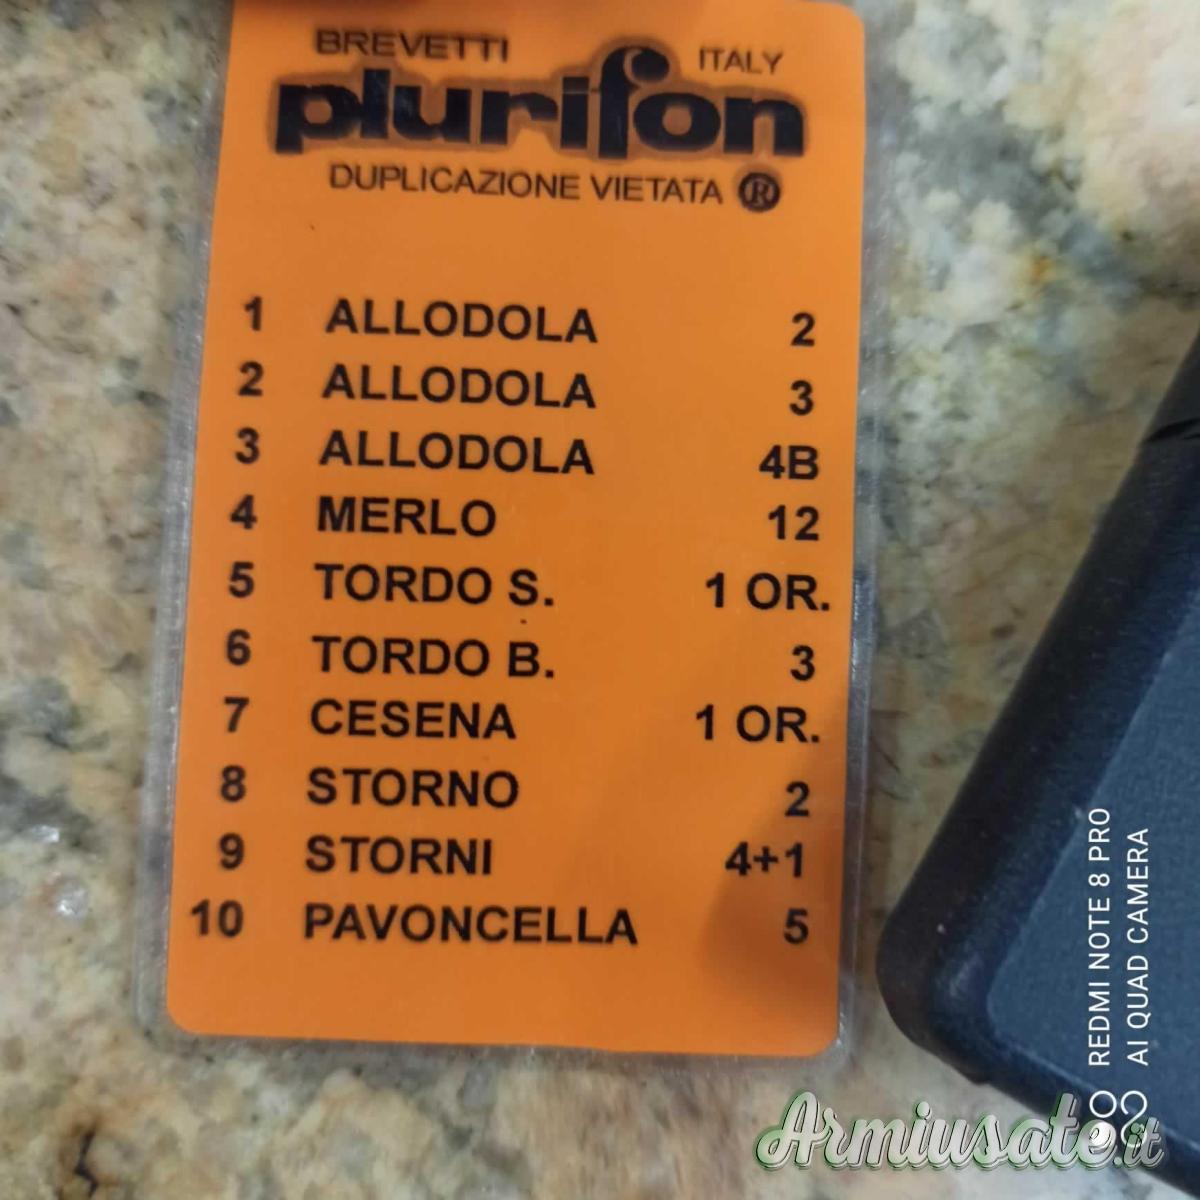 BREVETTI ITALY
plurifon
DUPLICAZIONE VIETATA ®
1 ALLODOLA 2
2 ALLODOLA 3
3 ALLODOLA 4B
4 MERLO 12
5 TORDO S. 1 OR.
6 TORDO B. 3
7 CESENA 1 OR.
8 STORNO 2
9 STORNI 4+1
10 PAVONCELLA 5
REDMI NOTE 8 PRO
AI QUAD CAMERA
Armiusate.it